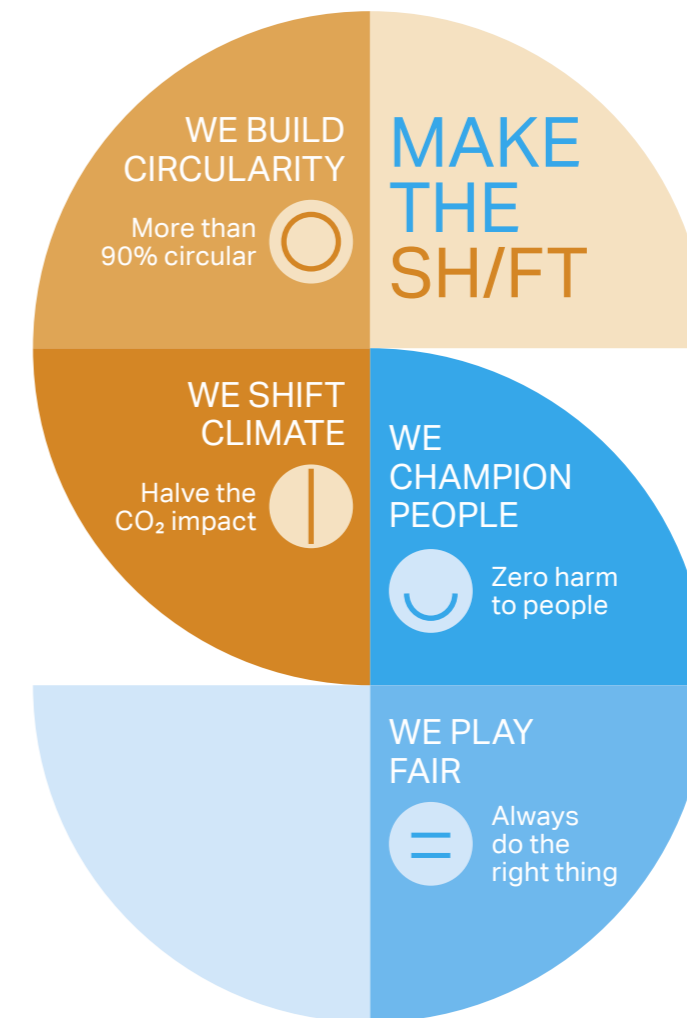 WE BUILD
CIRCULARITY
More than
90% circular
MAKE
THE
SH/FT
WE SHIFT
CLIMATE
Halve the
CO₂ impact
WE
CHAMPION
PEOPLE
Zero harm
to people
WE PLAY
FAIR
Always
do the
right thing